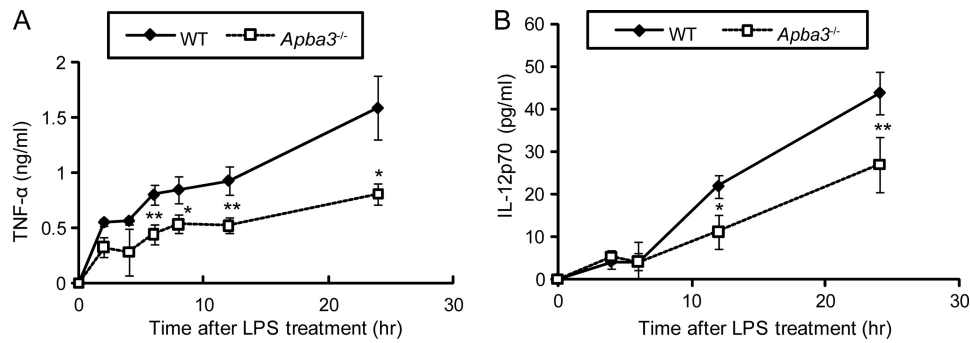 A
WT
Apba3-/-
TNF-α (ng/ml)
2
1.5
1
0.5
0
**
*
**
*
0
10
20
30
Time after LPS treatment (hr)
B
WT
Apba3-/-
IL-12p70 (pg/ml)
60
50
40
30
20
10
0
*
**
0
10
20
30
Time after LPS treatment (hr)